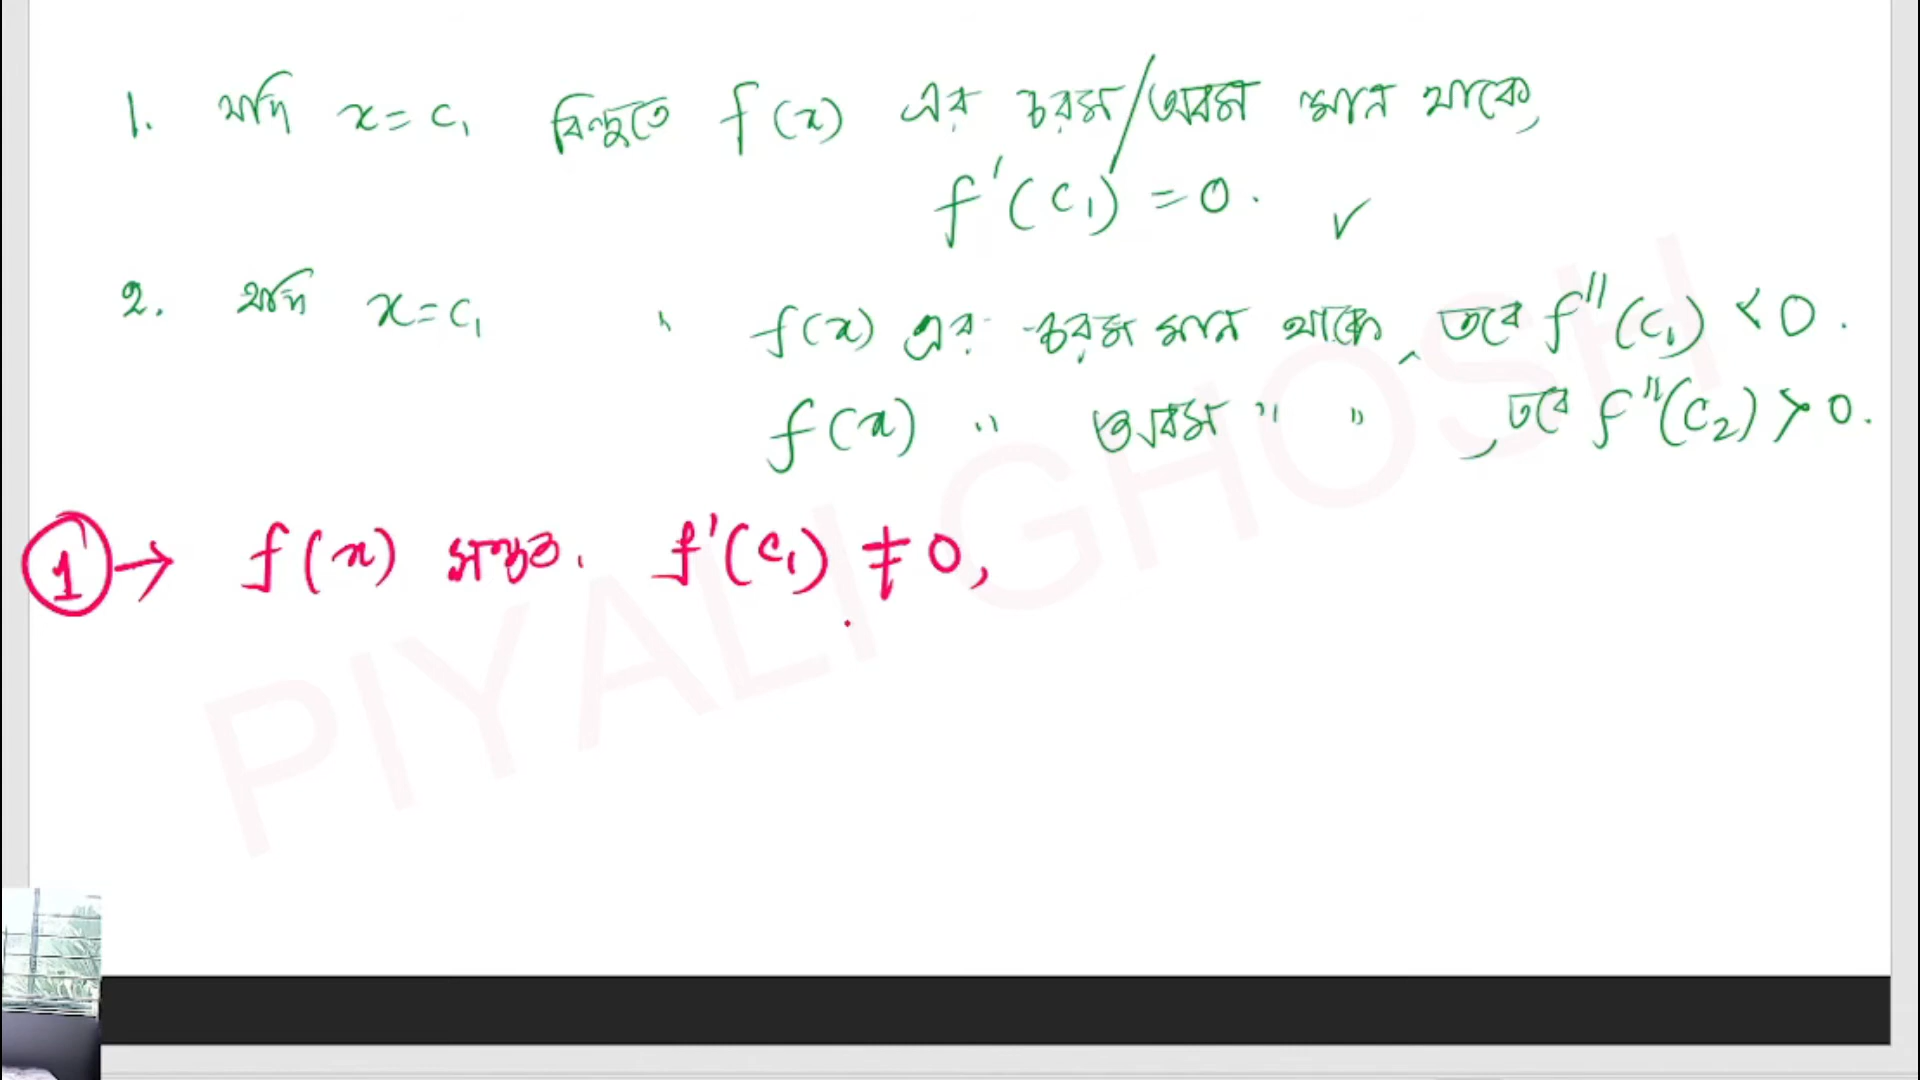 1. যদি x = c₁ বিন্দুতে f(x) এর চরম/অবম মান থাকে,
f′(c₁) = 0. ✓
2. যদি x = c₁ " f(x) এর চরম মান থাকে, তবে f″(c₁) < 0.
f(x) " অবম " " , তবে f″(c₂) > 0.
① → f(x) সন্তত. f′(c₁) ≠ 0,
PIYALI GHOSH